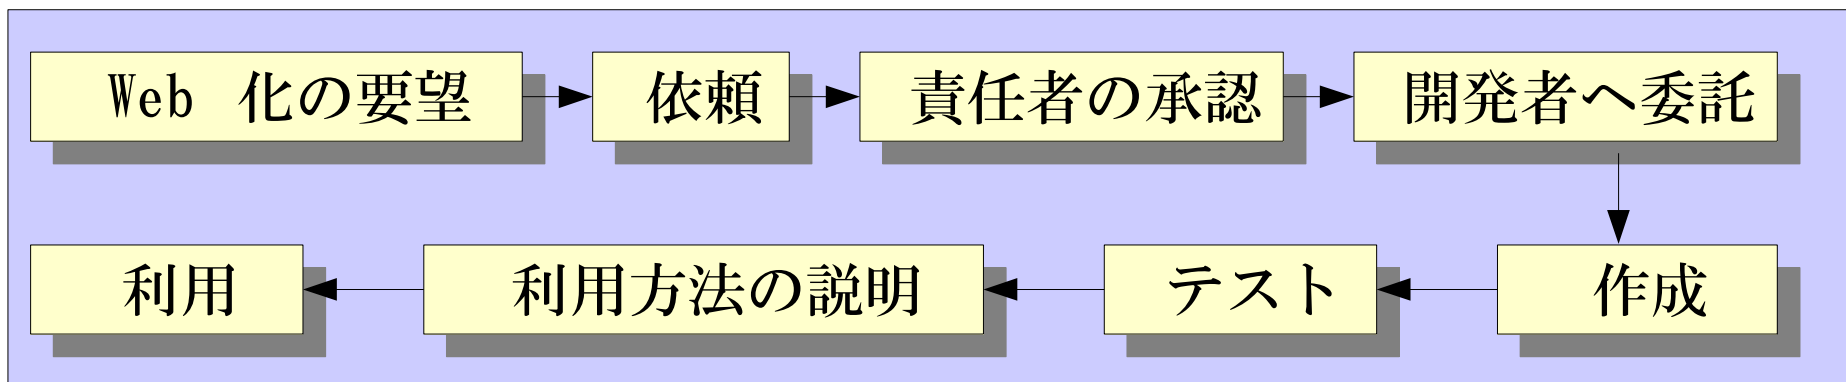 Web 化の要望
依頼
責任者の承認
開発者へ委託
作成
テスト
利用方法の説明
利用